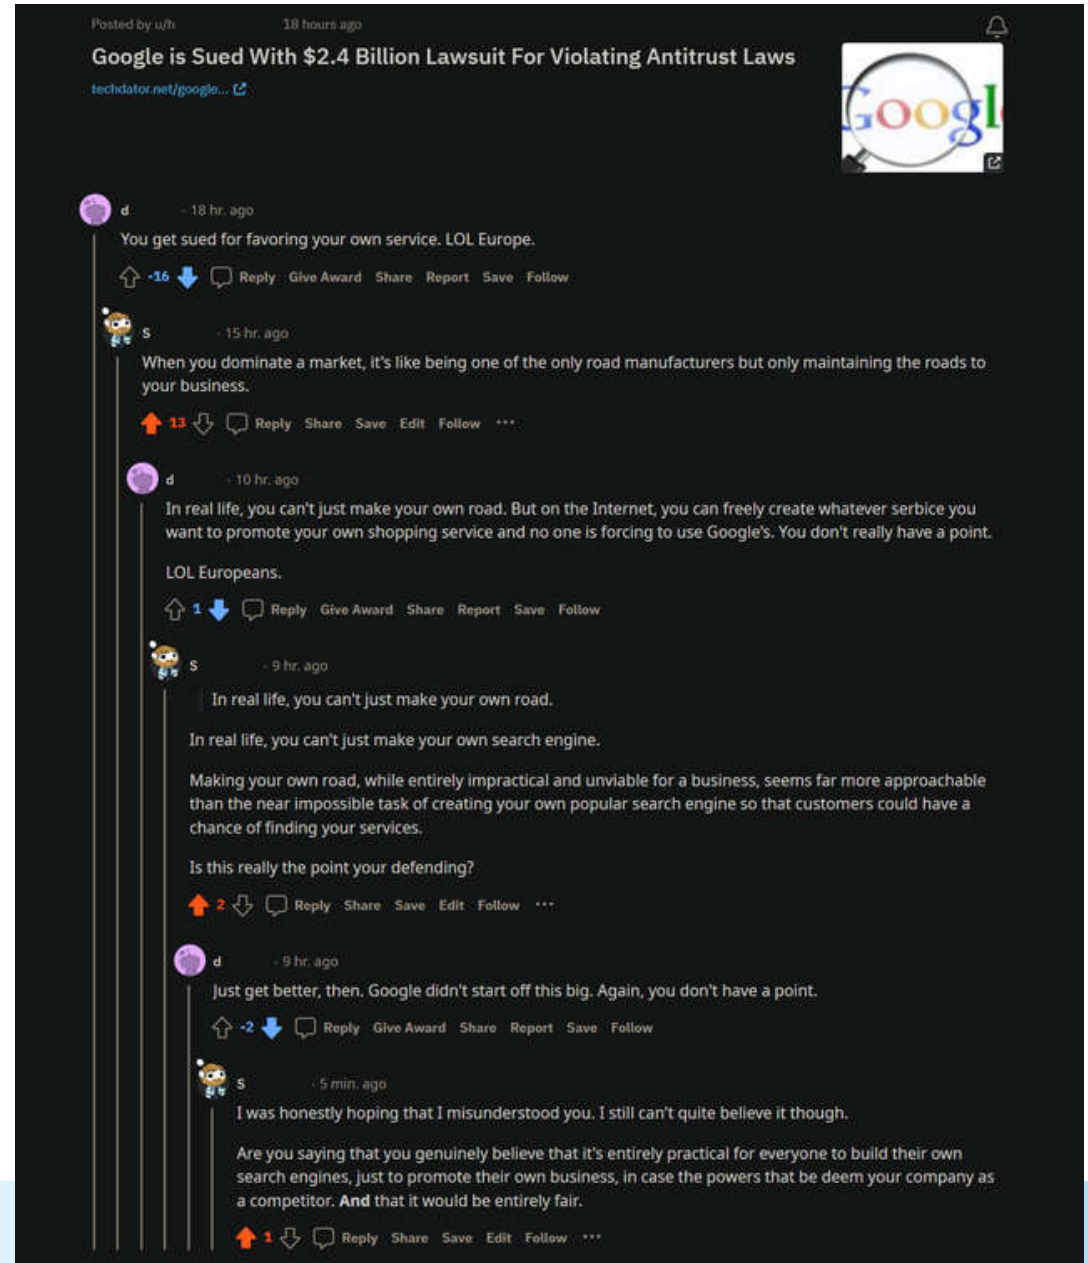 Posted by u/h 18 hours ago
Google is Sued With $2.4 Billion Lawsuit For Violating Antitrust Laws
techdator.net/google...
Google
d · 18 hr. ago
You get sued for favoring your own service. LOL Europe.
-16 Reply Give Award Share Report Save Follow
S · 15 hr. ago
When you dominate a market, it's like being one of the only road manufacturers but only maintaining the roads to
your business.
13 Reply Share Save Edit Follow ···
d · 10 hr. ago
In real life, you can't just make your own road. But on the Internet, you can freely create whatever serbice you
want to promote your own shopping service and no one is forcing to use Google's. You don't really have a point.
LOL Europeans.
1 Reply Give Award Share Report Save Follow
S · 9 hr. ago
In real life, you can't just make your own road.
In real life, you can't just make your own search engine.
Making your own road, while entirely impractical and unviable for a business, seems far more approachable
than the near impossible task of creating your own popular search engine so that customers could have a
chance of finding your services.
Is this really the point your defending?
2 Reply Share Save Edit Follow ···
d · 9 hr. ago
Just get better, then. Google didn't start off this big. Again, you don't have a point.
-2 Reply Give Award Share Report Save Follow
S · 5 min. ago
I was honestly hoping that I misunderstood you. I still can't quite believe it though.
Are you saying that you genuinely believe that it's entirely practical for everyone to build their own
search engines, just to promote their own business, in case the powers that be deem your company as
a competitor. And that it would be entirely fair.
1 Reply Share Save Edit Follow ···